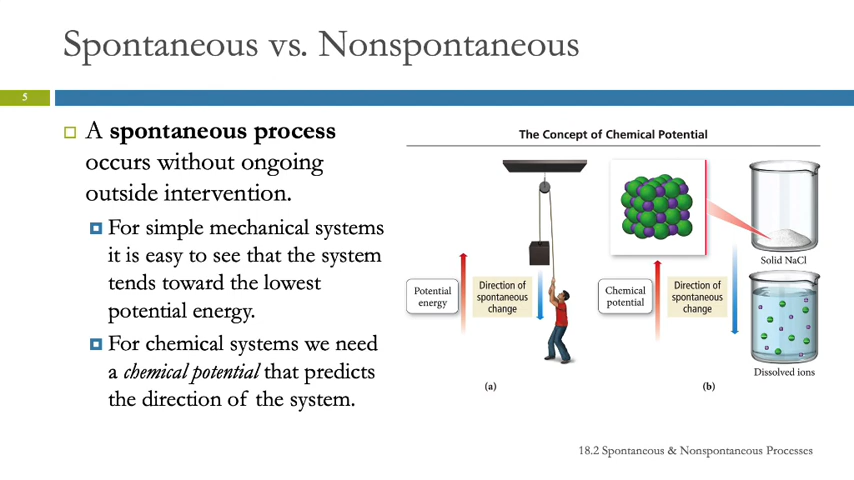 Spontaneous vs. Nonspontaneous
5
A spontaneous process
occurs without ongoing
outside intervention.
For simple mechanical systems
it is easy to see that the system
tends toward the lowest
potential energy.
For chemical systems we need
a chemical potential that predicts
the direction of the system.
The Concept of Chemical Potential
Potential
energy
Direction of
spontaneous
change
(a)
Chemical
potential
Direction of
spontaneous
change
(b)
Solid NaCl
Dissolved ions
18.2 Spontaneous & Nonspontaneous Processes